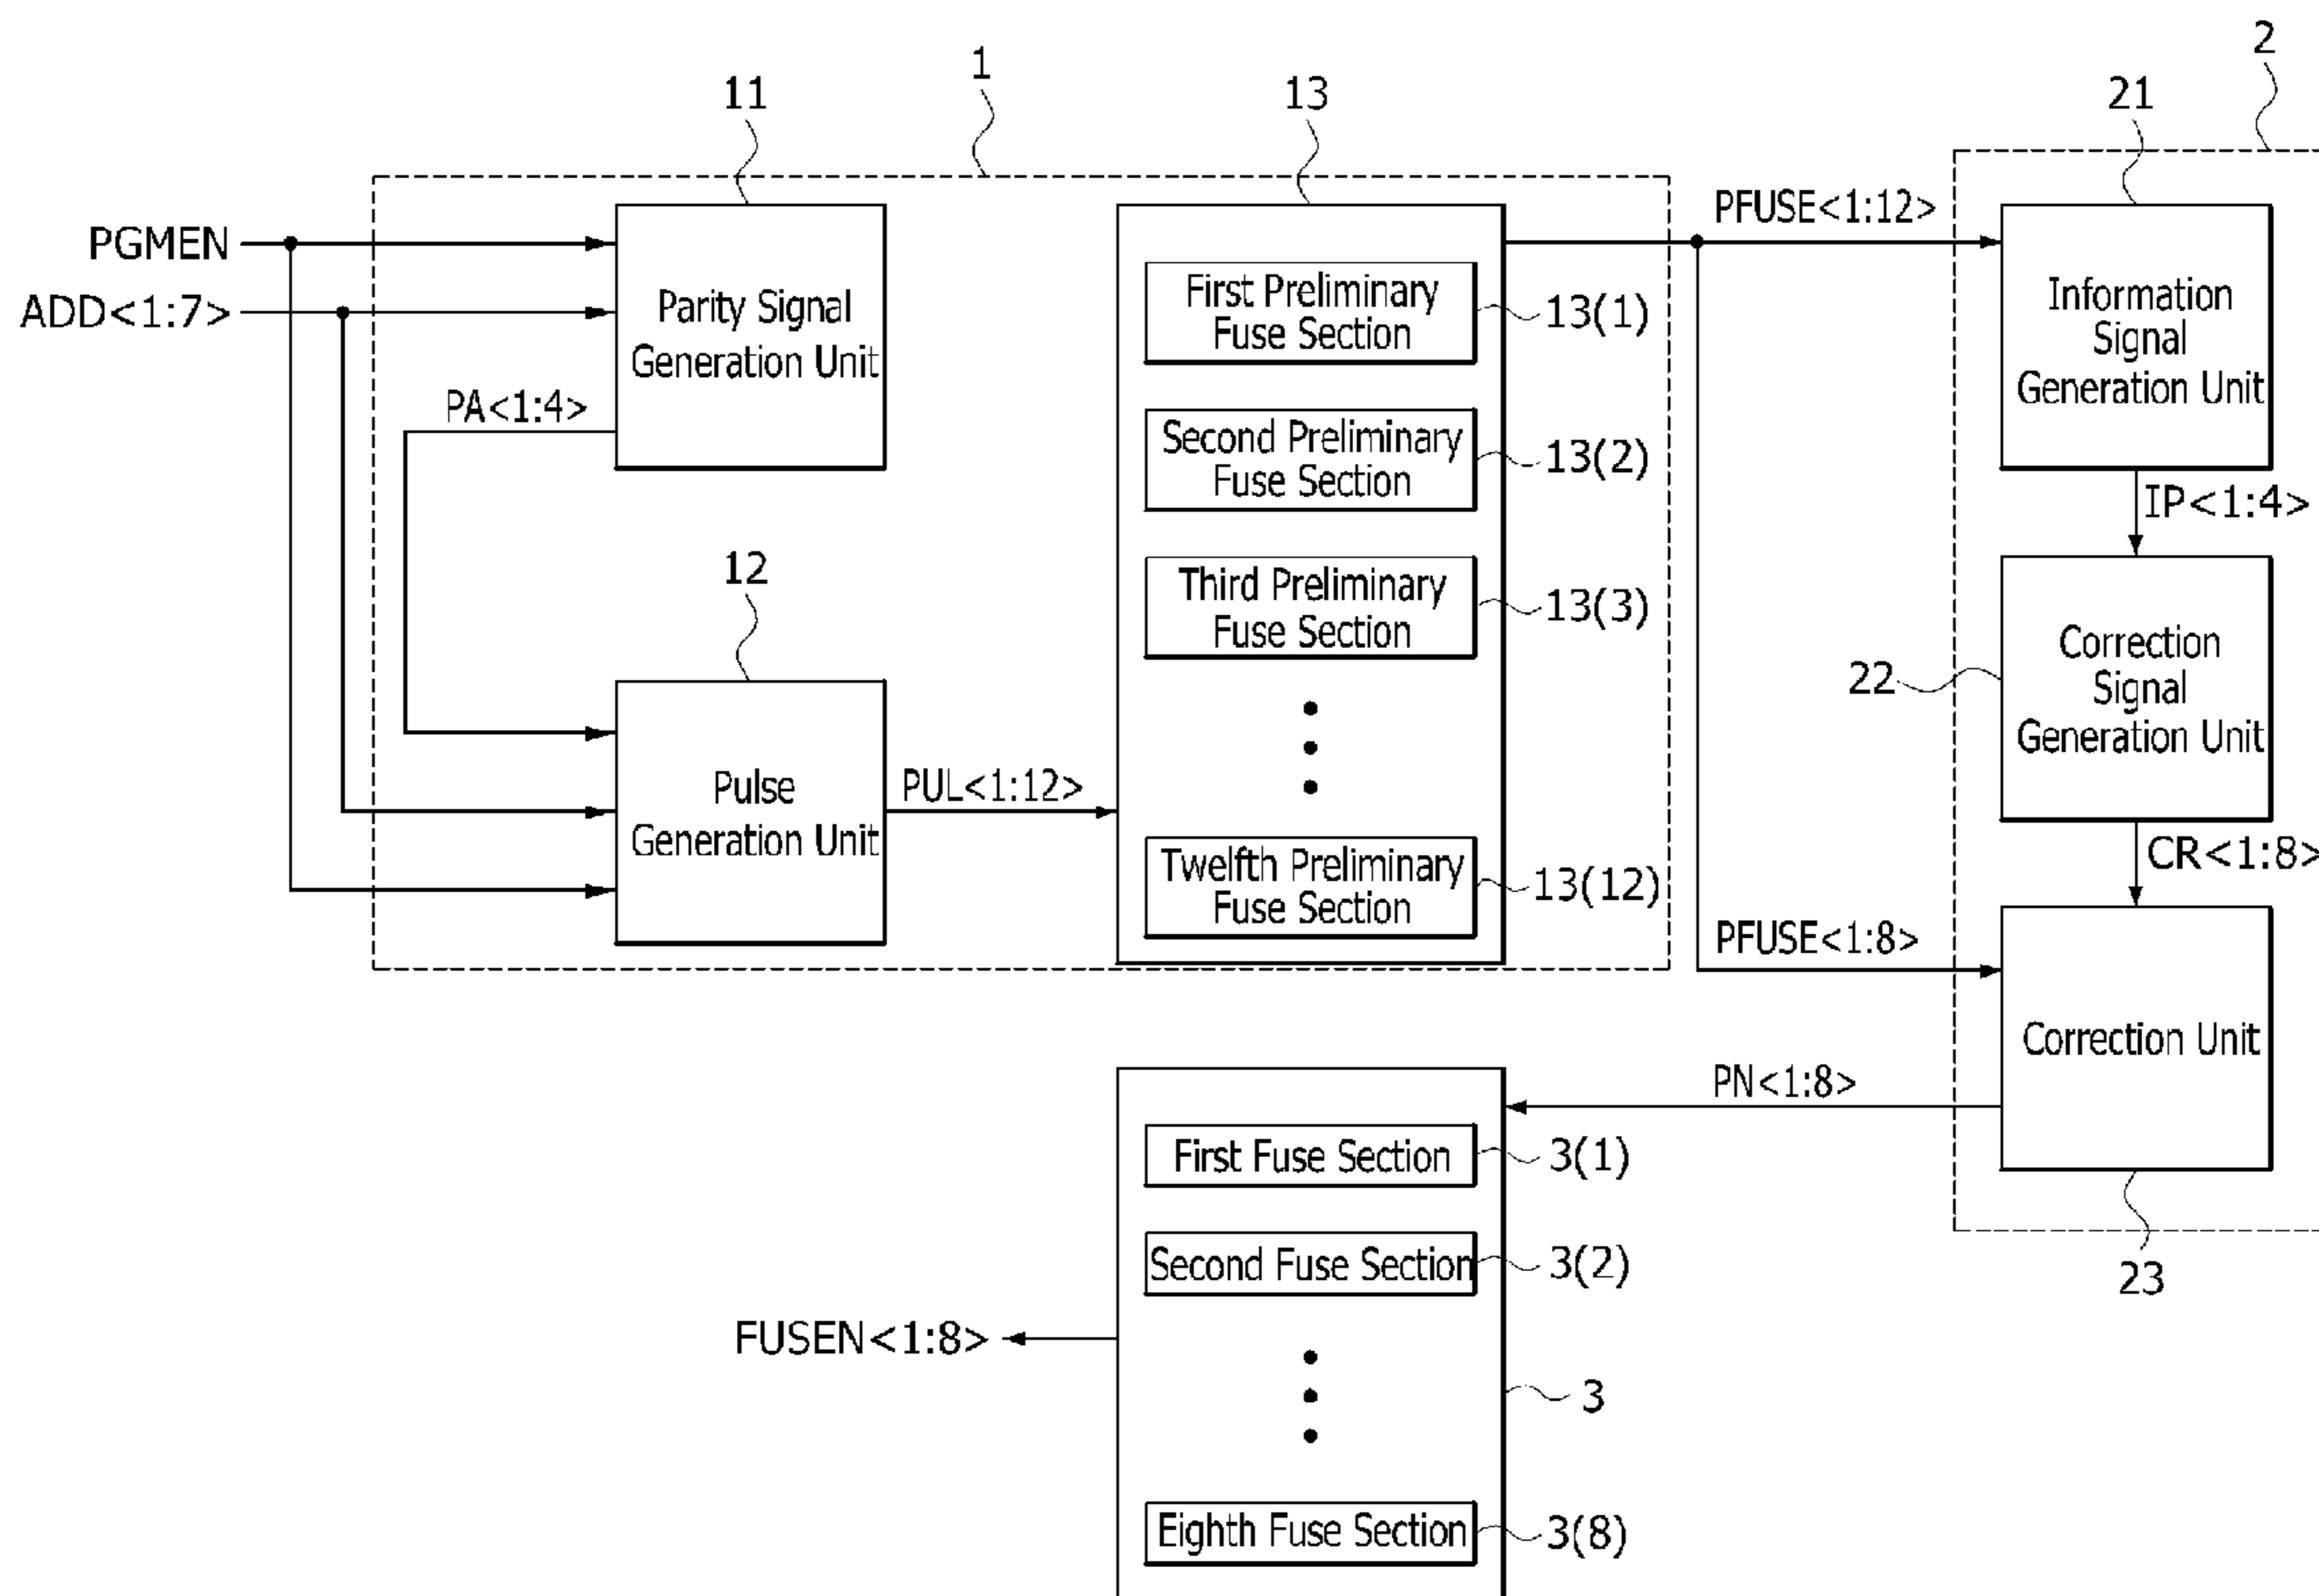 2
1
11
13
21
PGMEN
ADD<1:7>
Parity Signal
Generation Unit
PA<1:4>
First Preliminary
Fuse Section
13(1)
Second Preliminary
Fuse Section
13(2)
Third Preliminary
Fuse Section
13(3)
Twelfth Preliminary
Fuse Section
13(12)
12
Pulse
Generation Unit
PUL<1:12>
PFUSE<1:12>
Information
Signal
Generation Unit
IP<1:4>
22
Correction
Signal
Generation Unit
CR<1:8>
PFUSE<1:8>
Correction Unit
23
PN<1:8>
First Fuse Section
3(1)
Second Fuse Section
3(2)
FUSEN<1:8>
3
Eighth Fuse Section
3(8)